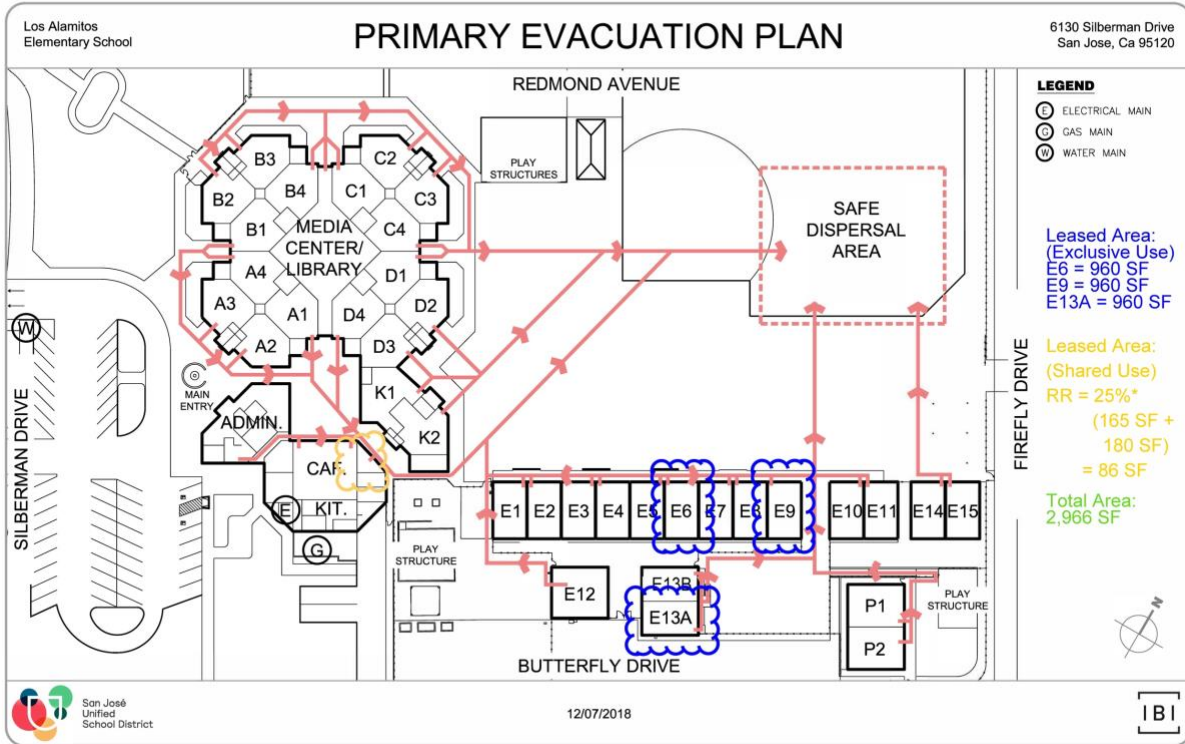 Los Alamitos
Elementary School
PRIMARY EVACUATION PLAN
6130 Silberman Drive
San Jose, Ca 95120
REDMOND AVENUE
LEGEND
E ELECTRICAL MAIN
G GAS MAIN
W WATER MAIN
B3
C2
B2
B4
C1
C3
B1
MEDIA
CENTER/
LIBRARY
C4
A4
D1
A3
A1
D4
D2
A2
D3
PLAY
STRUCTURES
SAFE
DISPERSAL
AREA
Leased Area:
(Exclusive Use)
E6 = 960 SF
E9 = 960 SF
E13A = 960 SF
Leased Area:
(Shared Use)
RR = 25%*
(165 SF +
180 SF)
= 86 SF
Total Area:
2,966 SF
W
SILBERMAN DRIVE
MAIN
ENTRY
K1
K2
ADMIN.
CAF.
KIT.
E
G
FIREFLY DRIVE
E1
E2
E3
E4
E5
E6
E7
E8
E9
E10
E11
E14
E15
PLAY
STRUCTURE
E12
E13B
E13A
P1
P2
PLAY
STRUCTURE
N
BUTTERFLY DRIVE
San José
Unified
School District
12/07/2018
IBI